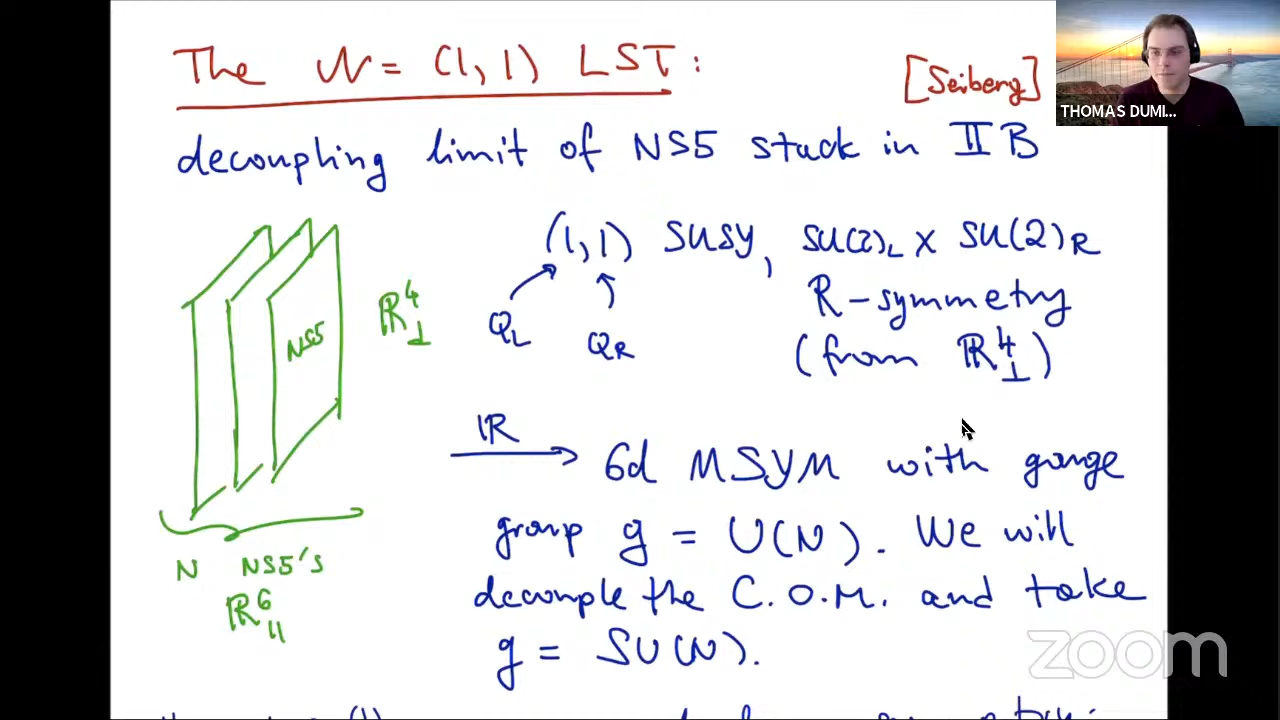 The N = (1,1) LST:
[Seiberg]
THOMAS DUMI...
decoupling limit of NS5 stack in IIB
(1,1) SUSY, SU(2)L x SU(2)R
R-symmetry
(from ℝ⁴⊥)
QL QR
NS5
ℝ⁴⊥
IR
6d MSYM with gauge
group g = U(N). We will
decouple the C.O.M. and take
g = SU(N).
N NS5's
ℝ⁶||
zoom